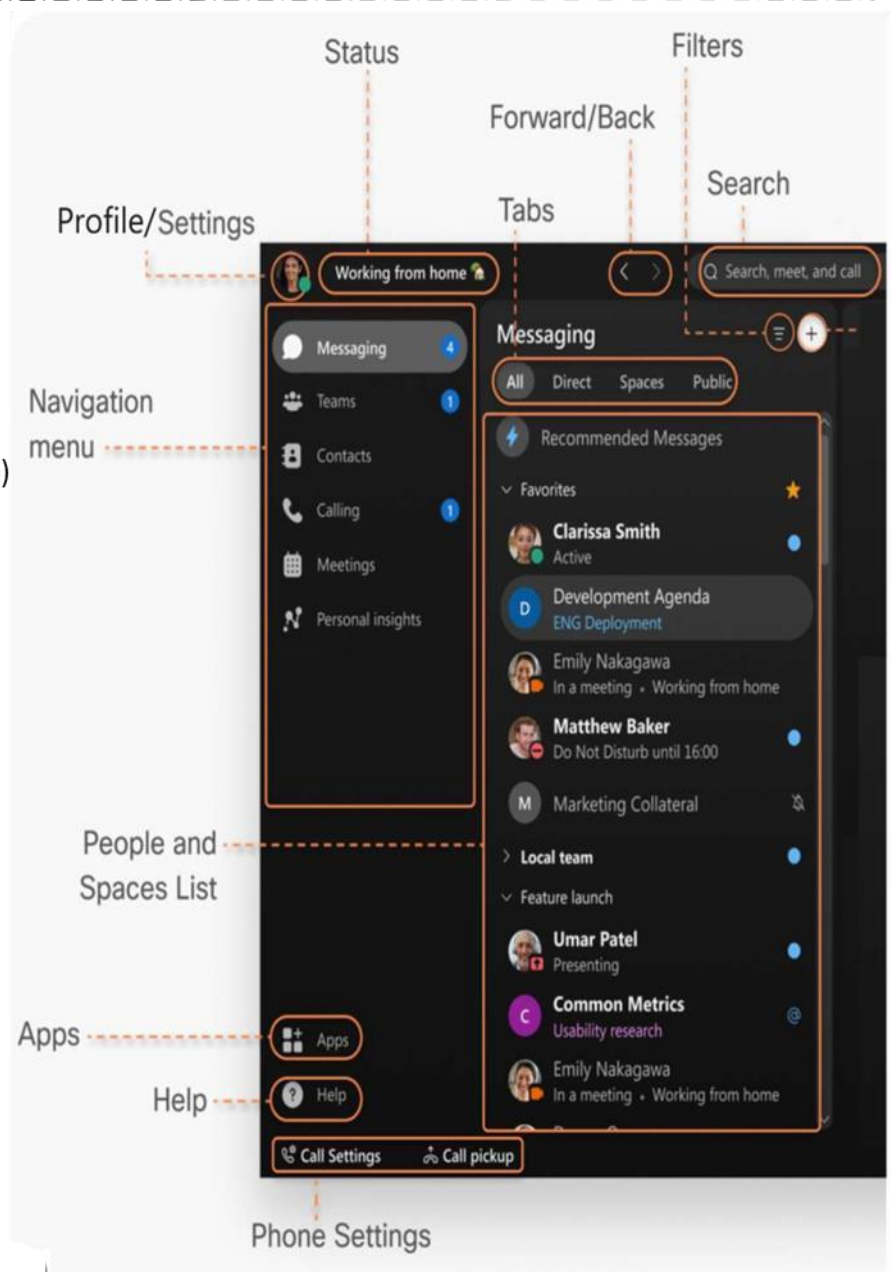 Status
Filters
Forward/Back
Search
Tabs
Profile/Settings
Working from home
Search, meet, and call
Messaging
4
Teams
1
Contacts
Calling
1
Meetings
Personal insights
Navigation
menu
)
Messaging
All Direct Spaces Public
Recommended Messages
Favorites
Clarissa Smith
Active
D
Development Agenda
ENG Deployment
Emily Nakagawa
In a meeting • Working from home
Matthew Baker
Do Not Disturb until 16:00
M
Marketing Collateral
Local team
Feature launch
Umar Patel
Presenting
C
Common Metrics
@
Usability research
Emily Nakagawa
In a meeting • Working from home
People and
Spaces List
Apps
Apps
Help
Help
Call Settings Call pickup
Phone Settings